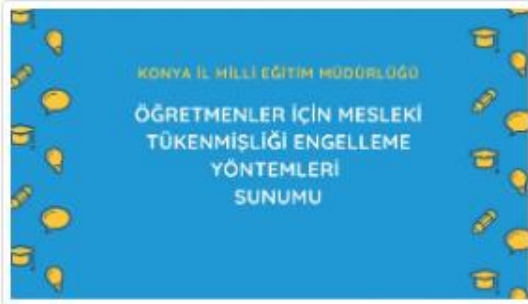 KONYA İL MİLLİ EĞİTİM MÜDÜRLÜĞÜ
ÖĞRETMENLER İÇİN MESLEKİ
TÜKENMİŞLİĞİ ENGELLEME
YÖNTEMLERİ
SUNUMU